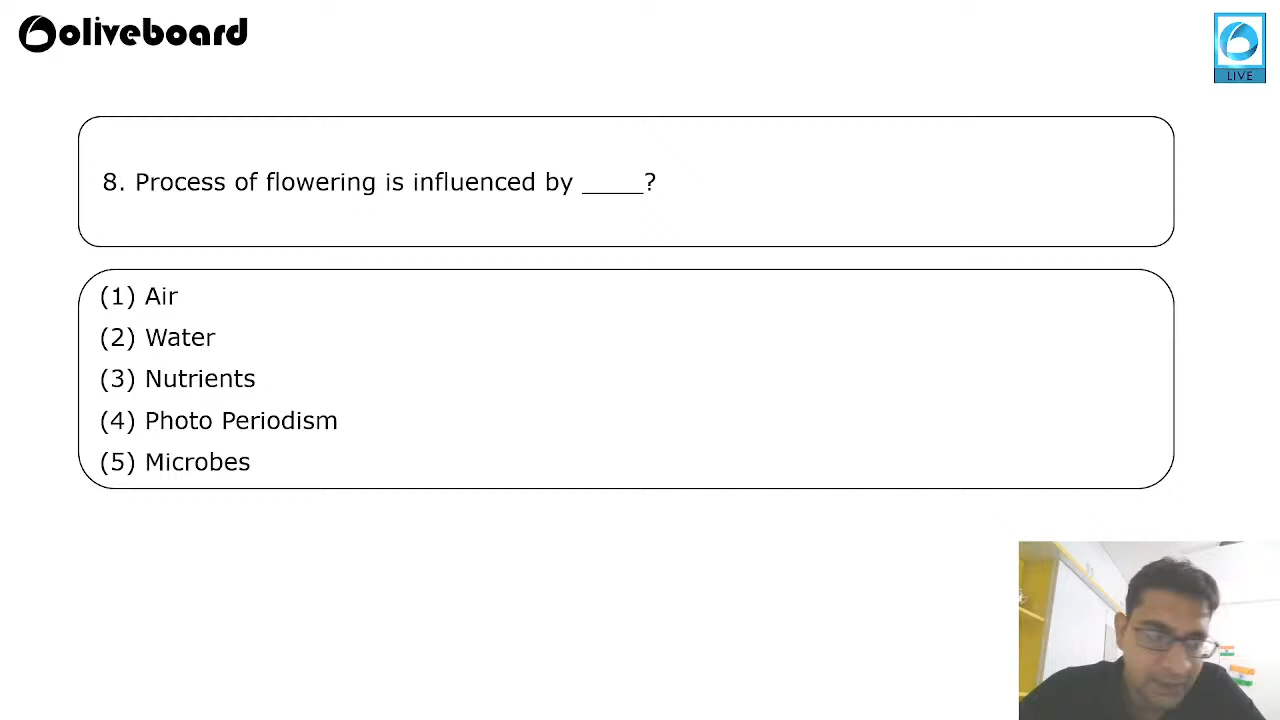 oliveboard
LIVE
8. Process of flowering is influenced by _____?
(1) Air
(2) Water
(3) Nutrients
(4) Photo Periodism
(5) Microbes